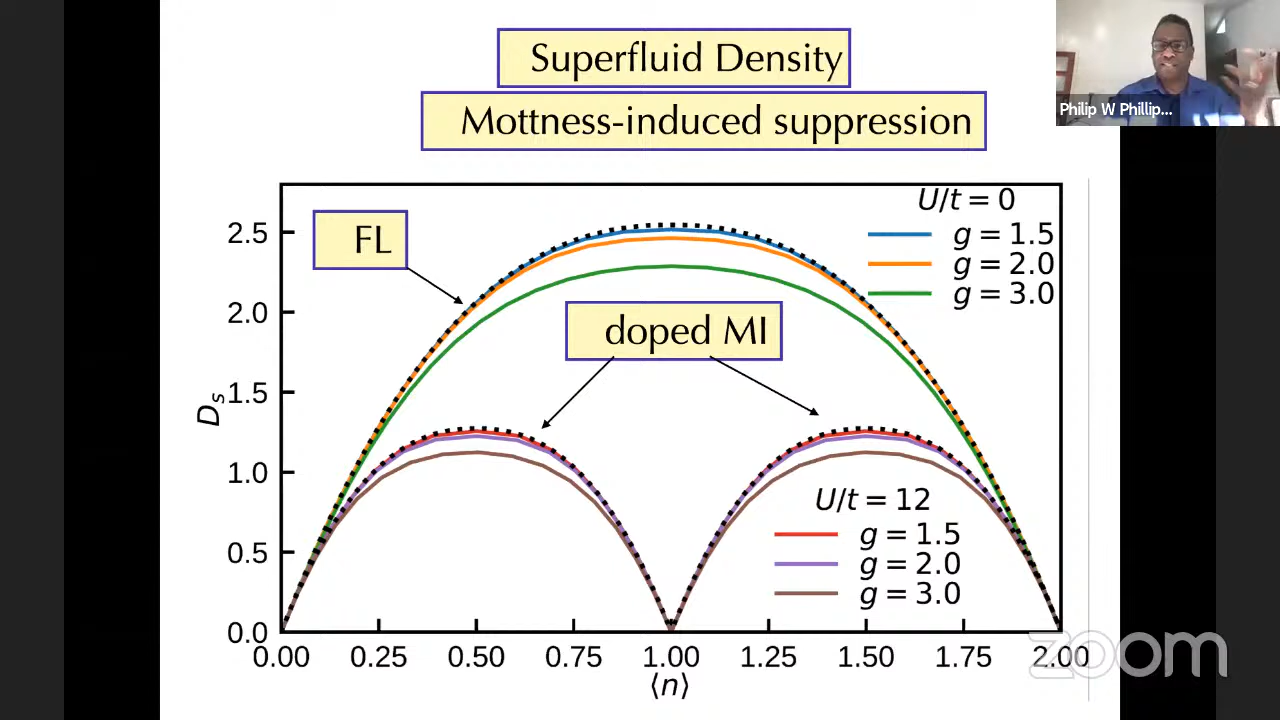 Superfluid Density
Mottness-induced suppression
Philip W Phillip...
FL
doped MI
U/t = 0
g = 1.5
g = 2.0
g = 3.0
U/t = 12
g = 1.5
g = 2.0
g = 3.0
D_s
2.5
2.0
1.5
1.0
0.5
0.0
0.00 0.25 0.50 0.75 1.00 1.25 1.50 1.75 2.00
⟨n⟩
zoom